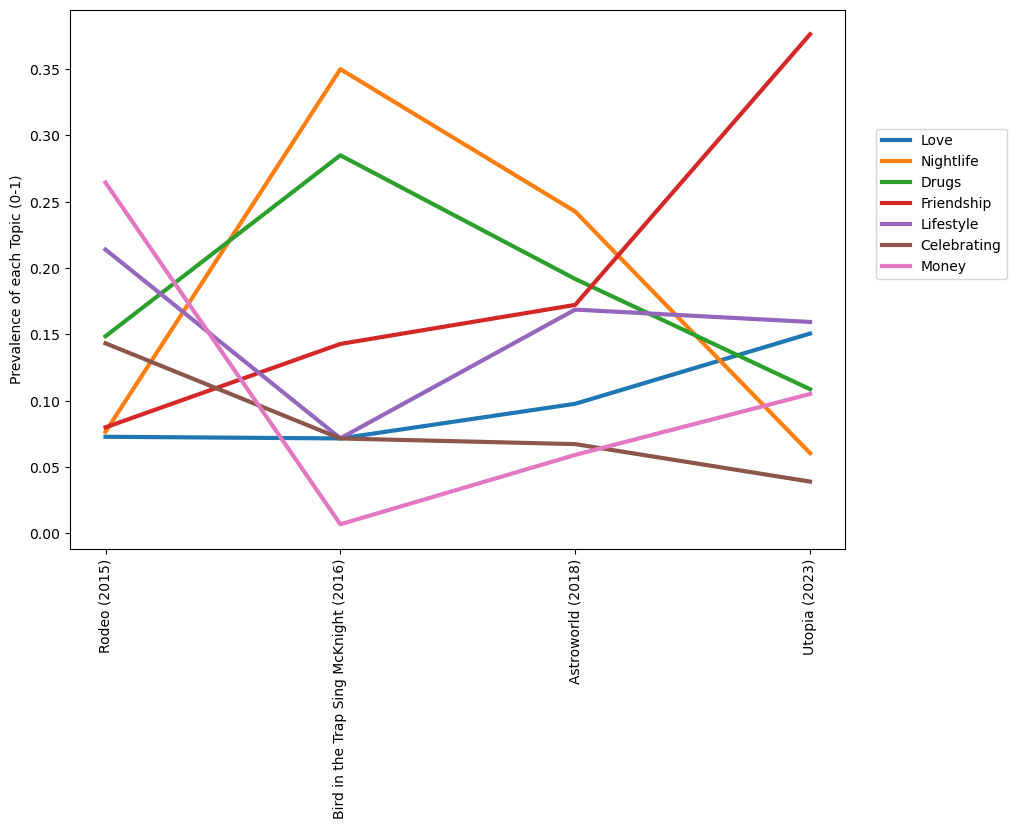 Prevalence of each Topic (0-1)
0.35
0.30
0.25
0.20
0.15
0.10
0.05
0.00
Rodeo (2015)
Bird in the Trap Sing McKnight (2016)
Astroworld (2018)
Utopia (2023)
Love
Nightlife
Drugs
Friendship
Lifestyle
Celebrating
Money